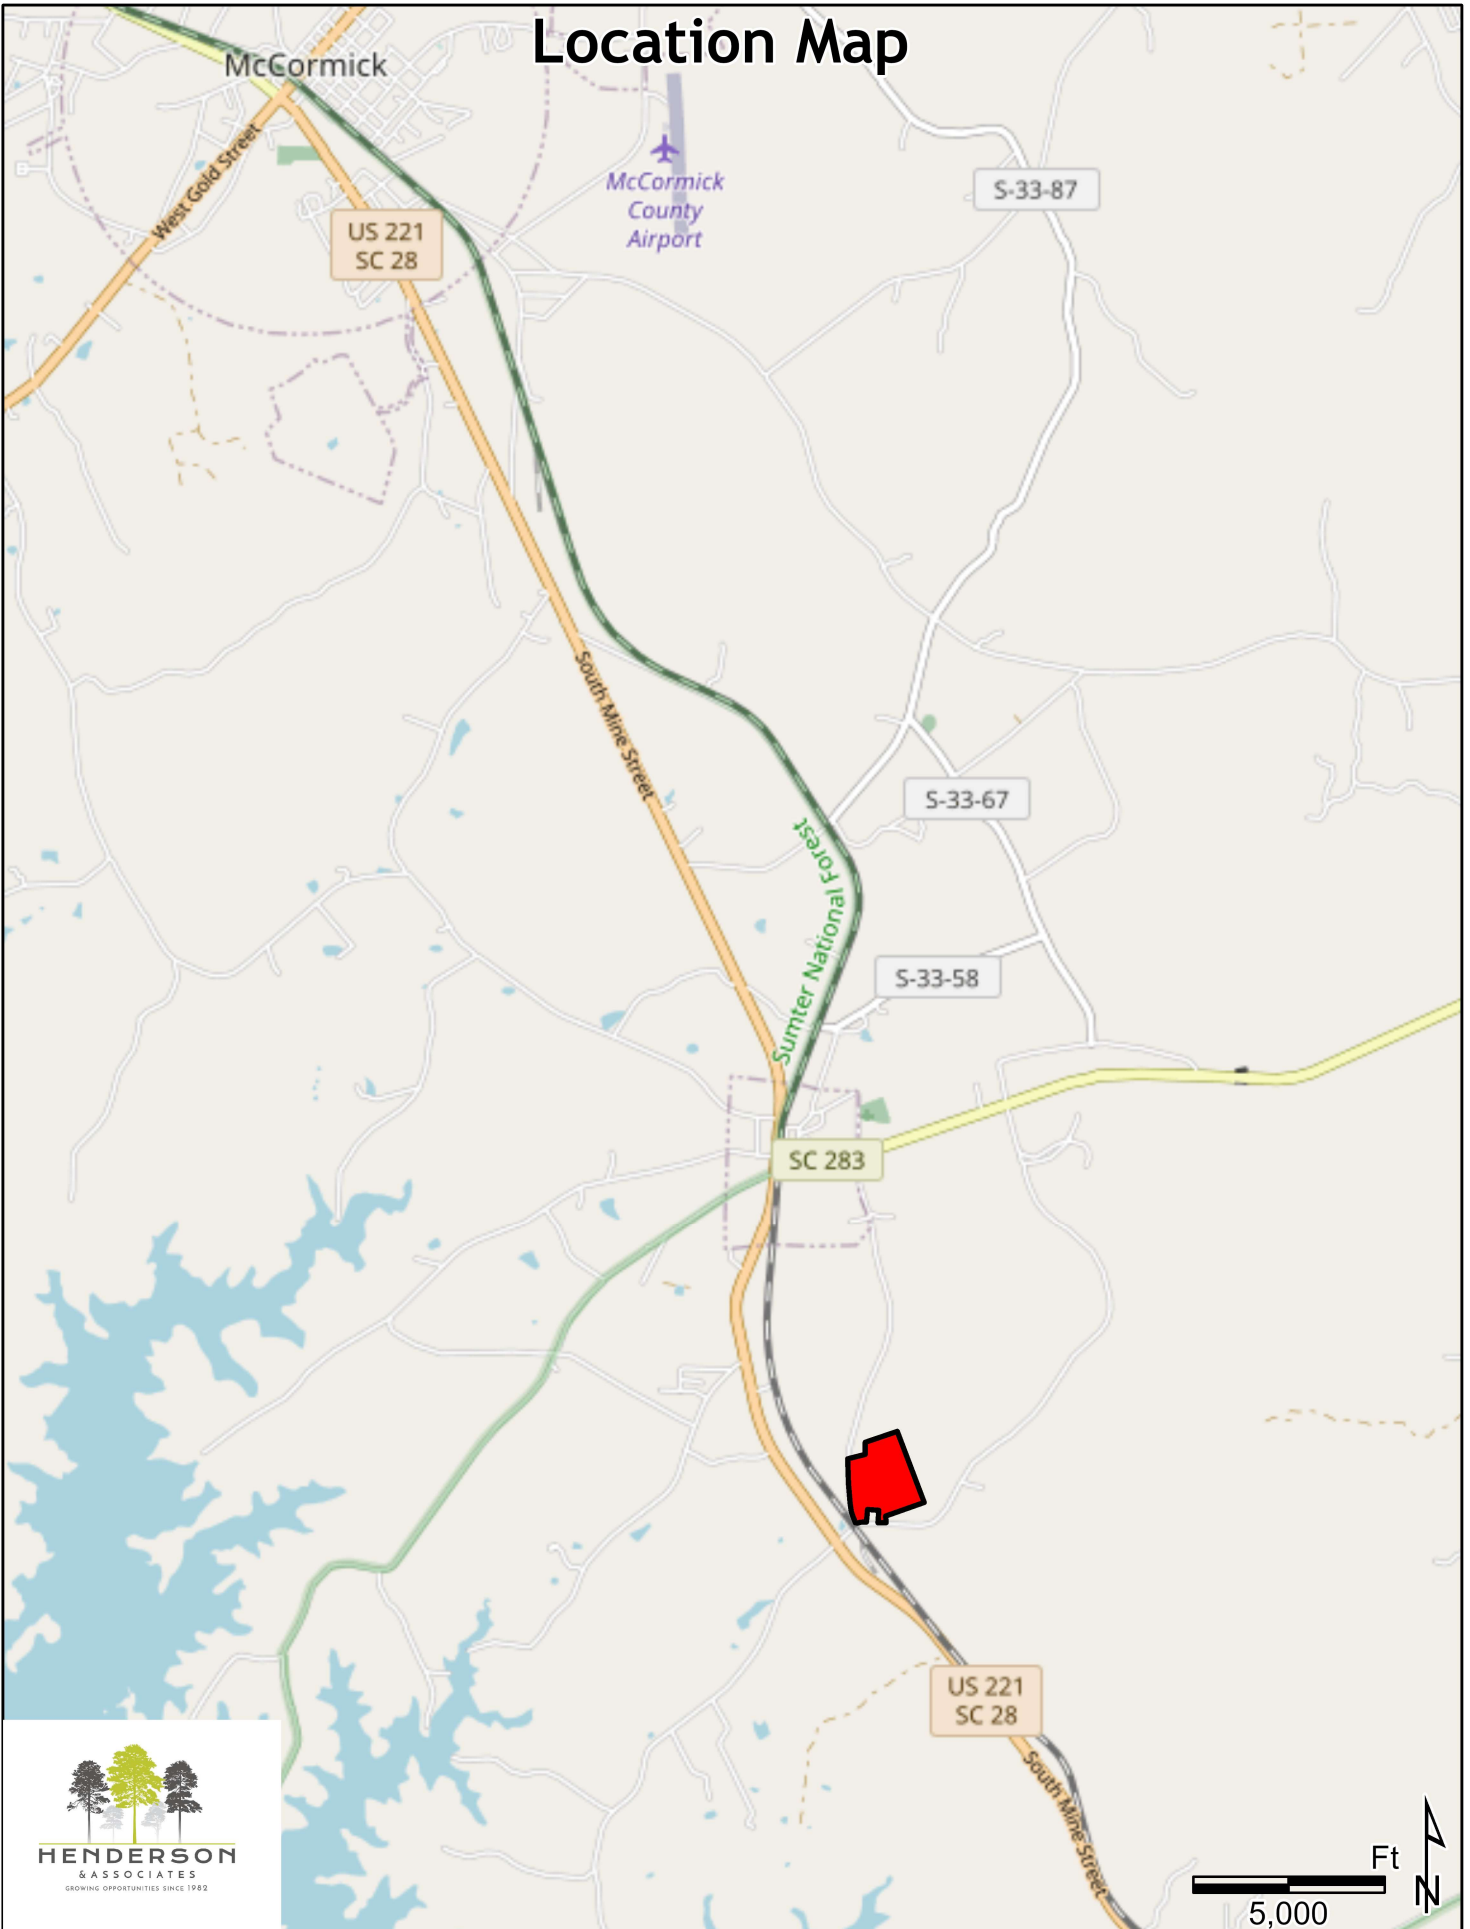 Location Map
McCormick
West Gold Street
McCormick
County
Airport
S-33-87
US 221
SC 28
South Mine Street
S-33-67
Sumter National Forest
S-33-58
SC 283
US 221
SC 28
South Mine Street
HENDERSON
& ASSOCIATES
GROWING OPPORTUNITIES SINCE 1982
Ft
5,000
N